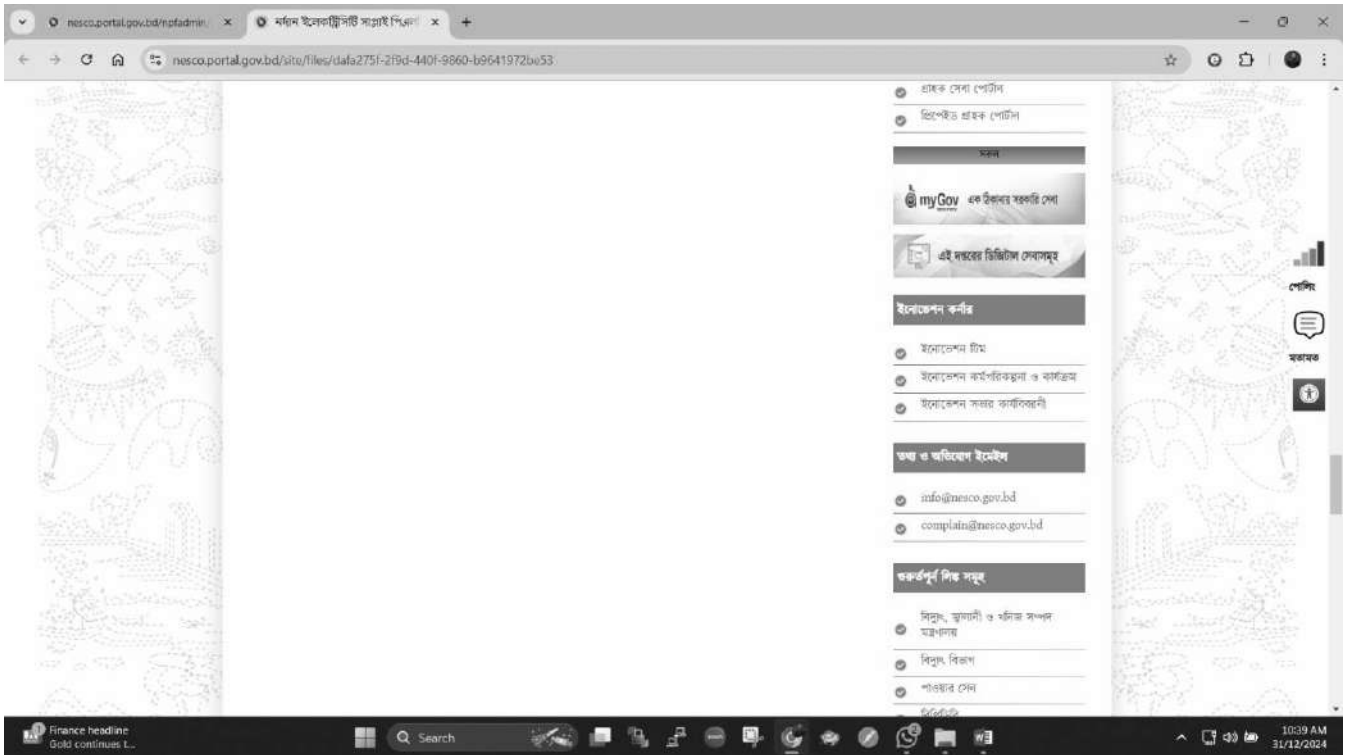 nesco.portal.gov.bd/npfadmin/
নর্দান ইলেকট্রিসিটি সাপ্লাই
nesco.portal.gov.bd/site/files/dafa275f-2f9d-440f-9860-b9641972be53
গ্রাহক সেবা পোর্টাল
প্রিপেইড গ্রাহক পোর্টাল
সকল
myGov এক ঠিকানায় সরকারি সেবা
এই দপ্তরের ডিজিটাল সেবাসমূহ
পোলিং
ইনোভেশন কর্নার
মতামত
ইনোভেশন টিম
ইনোভেশন কর্মপরিকল্পনা ও কার্যক্রম
ইনোভেশন সভার কার্যবিবরনী
তথ্য ও অভিযোগ ইমেইল
info@nesco.gov.bd
complain@nesco.gov.bd
গুরুর্তপূর্ন লিঙ্ক সমূহ
বিদ্যুৎ, জ্বালানী ও খনিজ সম্পদ
মন্ত্রণালয়
বিদ্যুৎ বিভাগ
পাওয়ার সেল
Finance headline
Gold continues t...
Search
10:39 AM
31/12/2024